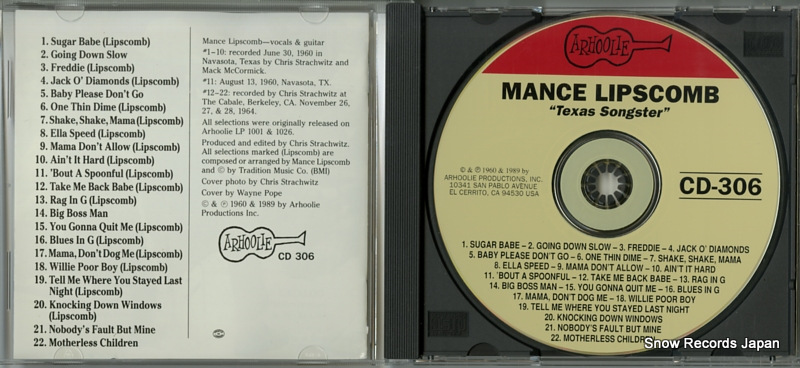 1. Sugar Babe (Lipscomb)
2. Going Down Slow
3. Freddie (Lipscomb)
4. Jack O' Diamonds (Lipscomb)
5. Baby Please Don't Go
6. One Thin Dime (Lipscomb)
7. Shake, Shake, Mama (Lipscomb)
8. Ella Speed (Lipscomb)
9. Mama Don't Allow (Lipscomb)
10. Ain't It Hard (Lipscomb)
11. 'Bout A Spoonful (Lipscomb)
12. Take Me Back Babe (Lipscomb)
13. Rag In G (Lipscomb)
14. Big Boss Man
15. You Gonna Quit Me (Lipscomb)
16. Blues In G (Lipscomb)
17. Mama, Don't Dog Me (Lipscomb)
18. Willie Poor Boy (Lipscomb)
19. Tell Me Where You Stayed Last
Night (Lipscomb)
20. Knocking Down Windows
(Lipscomb)
21. Nobody's Fault But Mine
22. Motherless Children
Mance Lipscomb—vocals & guitar
#1-10: recorded June 30, 1960 in
Navasota, Texas by Chris Strachwitz and
Mack McCormick.
#11: August 13, 1960, Navasota, TX.
#12-22: recorded by Chris Strachwitz at
The Cabale, Berkeley, CA. November 26,
27, & 28, 1964.
All selections were originally released on
Arhoolie LP 1001 & 1026.
Produced and edited by Chris Strachwitz.
All selections marked (Lipscomb) are
composed or arranged by Mance Lipscomb
and © by Tradition Music Co. (BMI)
Cover photo by Chris Strachwitz
Cover by Wayne Pope
© & ℗ 1960 & 1989 by Arhoolie
Productions Inc.
ARHOOLIE
CD 306
ARHOOLIE
MANCE LIPSCOMB
"Texas Songster"
© & ℗ 1960 & 1989 by
ARHOOLIE PRODUCTIONS, INC.
10341 SAN PABLO AVENUE
EL CERRITO, CA 94530 USA
CD-306
1. SUGAR BABE – 2. GOING DOWN SLOW – 3. FREDDIE – 4. JACK O' DIAMONDS
5. BABY PLEASE DON'T GO – 6. ONE THIN DIME – 7. SHAKE, SHAKE, MAMA
8. ELLA SPEED – 9. MAMA DON'T ALLOW – 10. AIN'T IT HARD
11. 'BOUT A SPOONFUL – 12. TAKE ME BACK BABE – 13. RAG IN G
14. BIG BOSS MAN – 15. YOU GONNA QUIT ME – 16. BLUES IN G
17. MAMA, DON'T DOG ME – 18. WILLIE POOR BOY
19. TELL ME WHERE YOU STAYED LAST NIGHT
20. KNOCKING DOWN WINDOWS
21. NOBODY'S FAULT BUT MINE
22. MOTHERLESS CHILDREN
Snow Records Japan